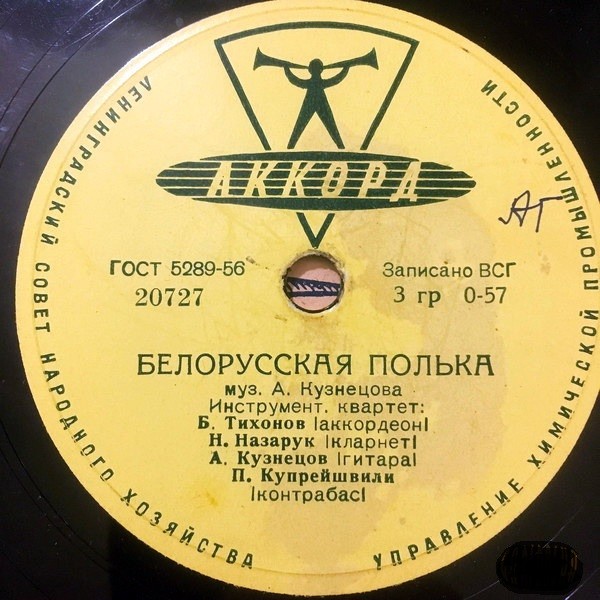 ЛЕНИНГРАДСКИЙ СОВЕТ НАРОДНОГО ХОЗЯЙСТВА
УПРАВЛЕНИЕ ХИМИЧЕСКОЙ ПРОМЫШЛЕННОСТИ
АККОРД
АГ
ГОСТ 5289-56
Записано ВСГ
20727
3 гр 0-57
БЕЛОРУССКАЯ ПОЛЬКА
муз. А. Кузнецова
Инструмент. квартет:
Б. Тихонов (аккордеон)
Н. Назарук (кларнет)
А. Кузнецов (гитара)
П. Купрейшвили
(контрабас)